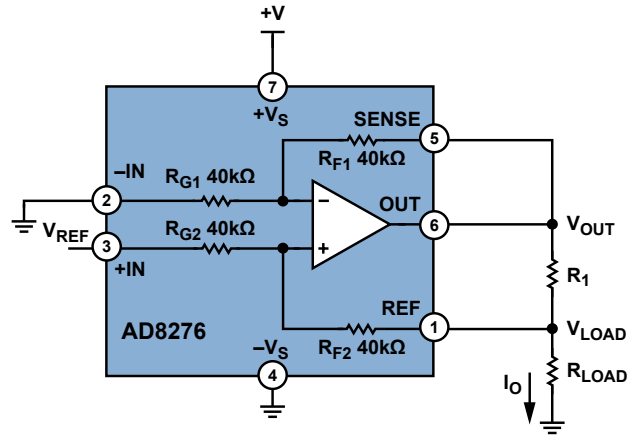 +V
7
+VS
SENSE
5
RF1 40kΩ
–IN
RG1 40kΩ
2
–
OUT
6
VOUT
VREF
3
RG2 40kΩ
+
+IN
R1
REF
1
VLOAD
AD8276
RF2 40kΩ
–VS
4
IO
RLOAD